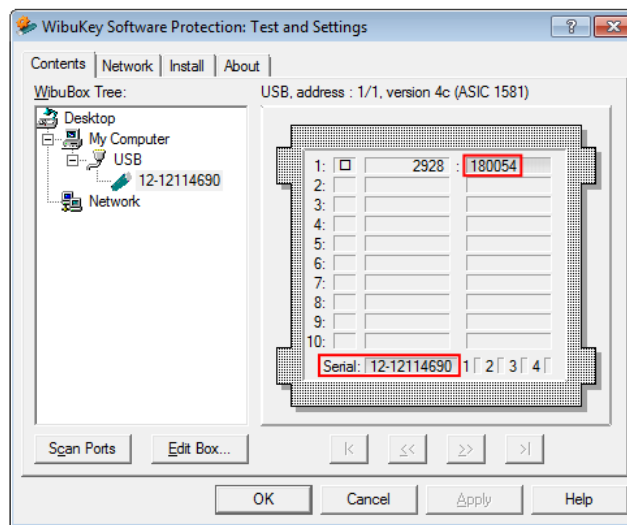 WibuKey Software Protection: Test and Settings
Contents Network Install About
WibuBox Tree:
USB, address : 1/1, version 4c (ASIC 1581)
Desktop
My Computer
USB
12-12114690
Network
1: 2928 : 180054
2:
3:
4:
5:
6:
7:
8:
9:
10:
Serial: 12-12114690 1 2 3 4
Scan Ports Edit Box... |< << >> >|
OK Cancel Apply Help